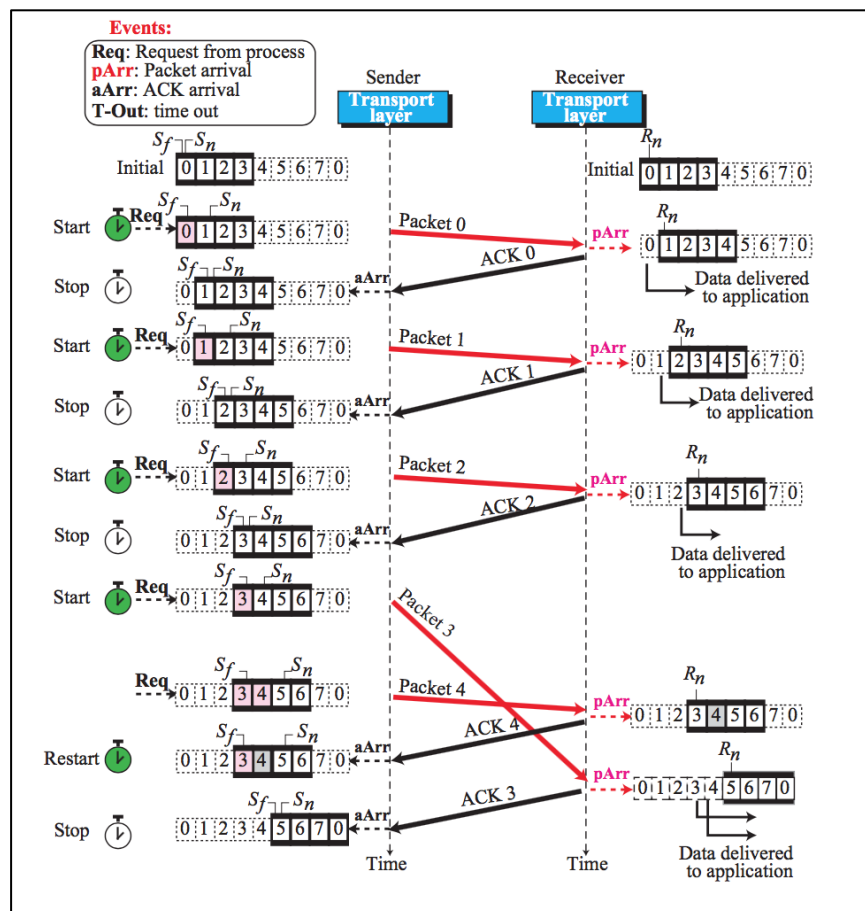 Events:
Req: Request from process
pArr: Packet arrival
aArr: ACK arrival
T-Out: time out
Sender
Receiver
Transport layer
Transport layer
Sf Sn
Initial 0 1 2 3 4 5 6 7 0
Rn
Initial 0 1 2 3 4 5 6 7 0
Sf Sn
Start Req 0 1 2 3 4 5 6 7 0
Packet 0
pArr
Rn
0 1 2 3 4 5 6 7 0
Data delivered
to application
ACK 0
Sf Sn
Stop 0 1 2 3 4 5 6 7 0 aArr
Sf Sn
Start Req 0 1 2 3 4 5 6 7 0
Packet 1
pArr
Rn
0 1 2 3 4 5 6 7 0
Data delivered
to application
ACK 1
Sf Sn
Stop 0 1 2 3 4 5 6 7 0 aArr
Sf Sn
Start Req 0 1 2 3 4 5 6 7 0
Packet 2
pArr
Rn
0 1 2 3 4 5 6 7 0
Data delivered
to application
ACK 2
Sf Sn
Stop 0 1 2 3 4 5 6 7 0 aArr
Sf Sn
Start Req 0 1 2 3 4 5 6 7 0
Packet 3
Sf Sn
Req 0 1 2 3 4 5 6 7 0
Packet 4
pArr
Rn
0 1 2 3 4 5 6 7 0
ACK 4
Sf Sn
Restart 0 1 2 3 4 5 6 7 0 aArr
pArr
Rn
0 1 2 3 4 5 6 7 0
Data delivered
to application
ACK 3
Sf Sn
Stop 0 1 2 3 4 5 6 7 0 aArr
Time
Time